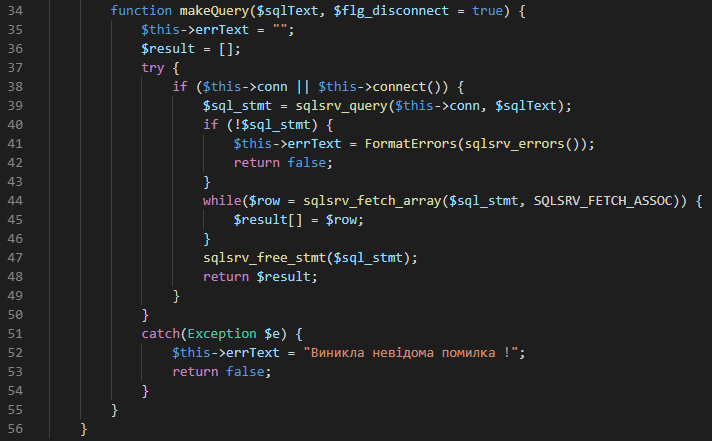 34 function makeQuery($sqlText, $flg_disconnect = true) {
35 $this->errText = "";
36 $result = [];
37 try {
38 if ($this->conn || $this->connect()) {
39 $sql_stmt = sqlsrv_query($this->conn, $sqlText);
40 if (!$sql_stmt) {
41 $this->errText = FormatErrors(sqlsrv_errors());
42 return false;
43 }
44 while($row = sqlsrv_fetch_array($sql_stmt, SQLSRV_FETCH_ASSOC)) {
45 $result[] = $row;
46 }
47 sqlsrv_free_stmt($sql_stmt);
48 return $result;
49 }
50 }
51 catch(Exception $e) {
52 $this->errText = "Виникла невідома помилка !";
53 return false;
54 }
55 }
56 }